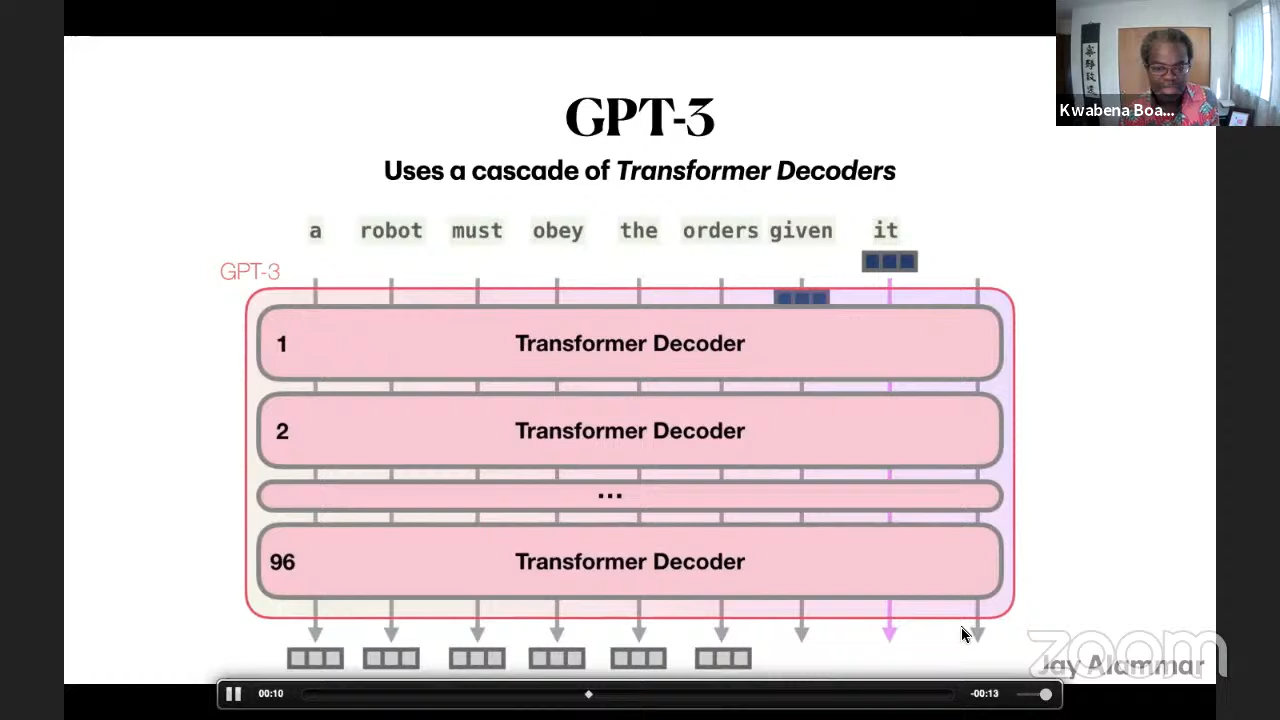 GPT-3
Uses a cascade of Transformer Decoders
a robot must obey the orders given it
GPT-3
1 Transformer Decoder
2 Transformer Decoder
...
96 Transformer Decoder
Jay Alammar
zoom
00:10 -00:13
Kwabena Boa...